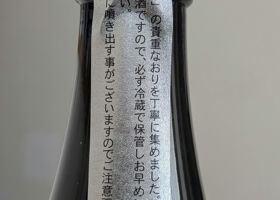 」の貴重なおりを丁寧に集めました。
酒ですので、必ず冷蔵で保管しお早め
い。
に噴き出す事がございますのでご注意